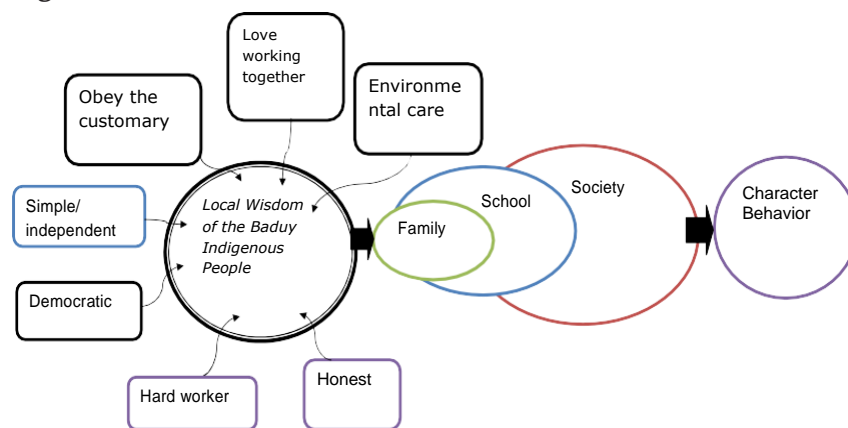 Love
working
together
Obey the
customary
Environme
ntal care
Simple/
independent
Local Wisdom
of the Baduy
Indigenous
People
Family
School
Society
Character
Behavior
Democratic
Hard worker
Honest